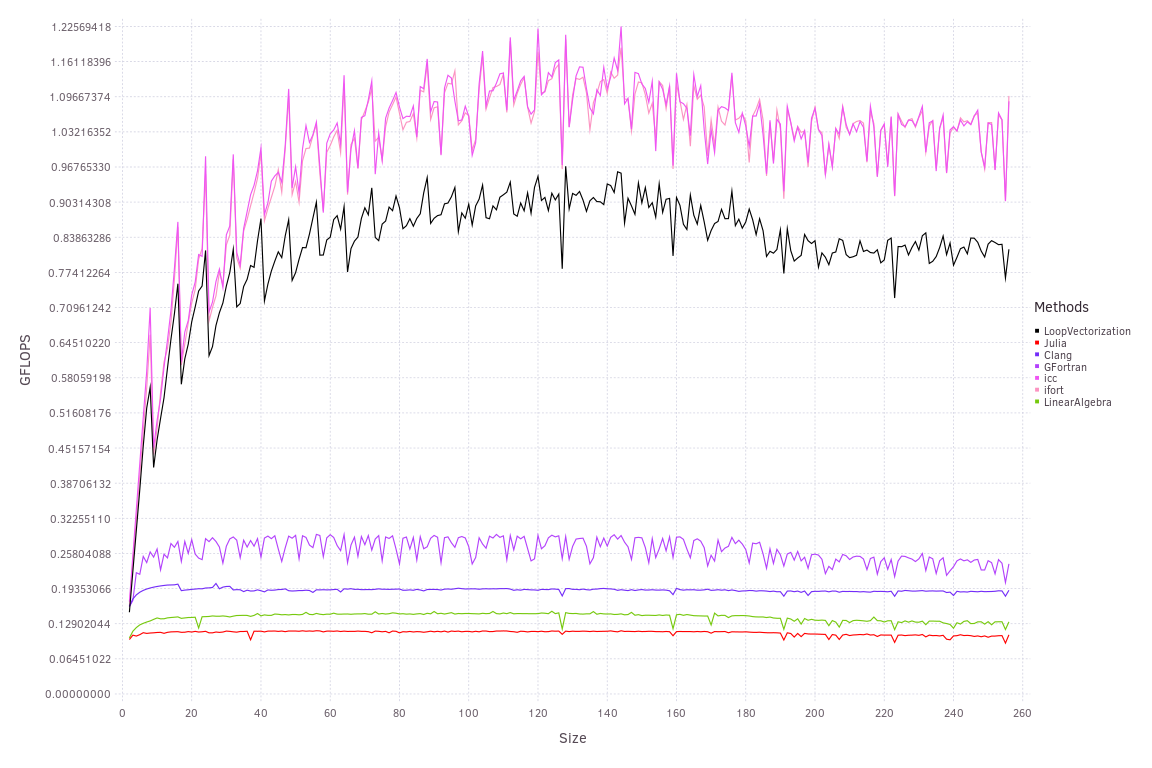 1.22569418
1.16118396
1.09667374
1.03216352
0.96765330
0.90314308
0.83863286
0.77412264
0.70961242
0.64510220
0.58059198
0.51608176
0.45157154
0.38706132
0.32255110
0.25804088
0.19353066
0.12902044
0.06451022
0.00000000
GFLOPS
0 20 40 60 80 100 120 140 160 180 200 220 240 260
Size
Methods
LoopVectorization
Julia
Clang
GFortran
icc
ifort
LinearAlgebra